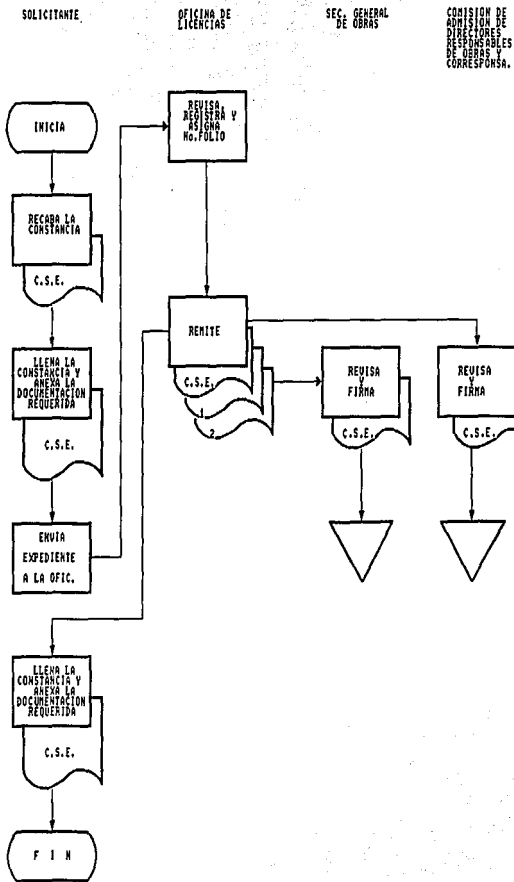 SOLICITANTE
OFICINA DE
LICENCIAS
SEC. GENERAL
DE OBRAS
COMISION DE
ADMISION DE
DIRECTORES
RESPONSABLES
DE OBRAS Y
CORRESPONSA.
INICIA
RECABA LA
CONSTANCIA
C.S.E.
LLENA LA
CONSTANCIA Y
ANEXA LA
DOCUMENTACION
REQUERIDA
C.S.E.
ENVIA
EXPEDIENTE
A LA OFIC.
REVISA,
REGISTRA Y
ASIGNA
No.FOLIO
REMITE
C.S.E.
1
2
REVISA
Y
FIRMA
C.S.E.
REVISA
Y
FIRMA
C.S.E.
LLENA LA
CONSTANCIA Y
ANEXA LA
DOCUMENTACION
REQUERIDA
C.S.E.
F I N